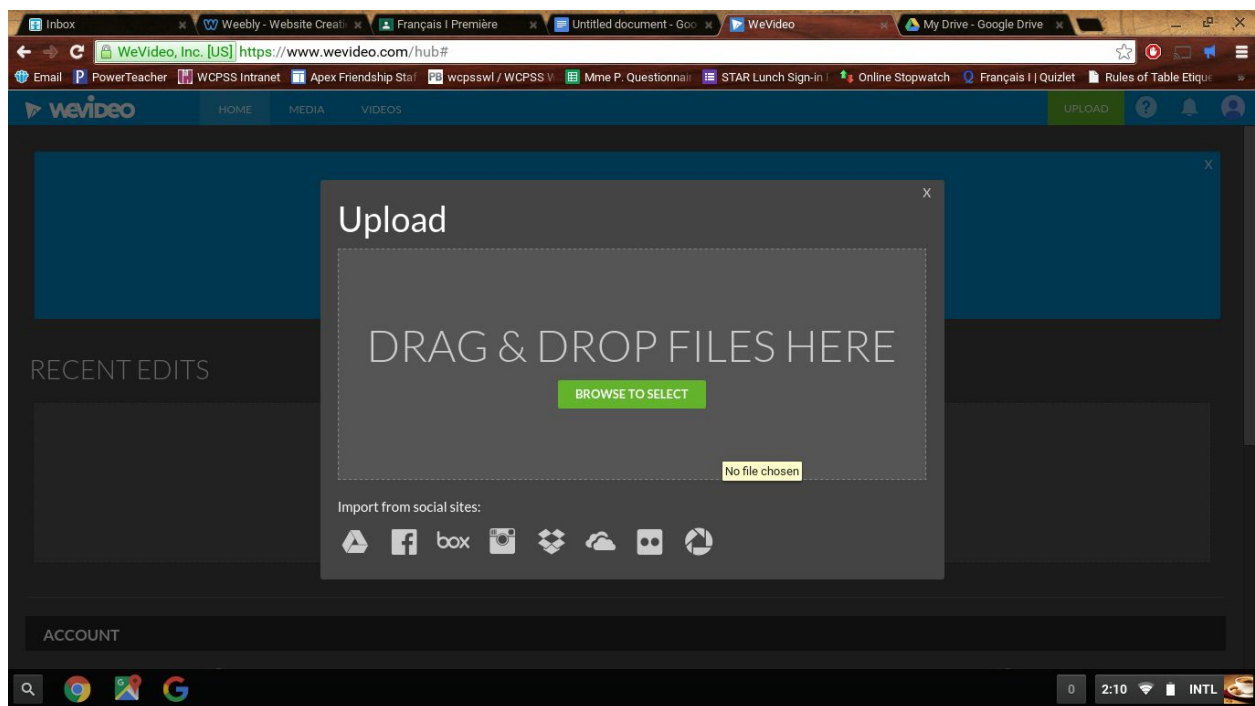 Inbox
Weebly - Website Creati
Français I Première
Untitled document - Goo
WeVideo
My Drive - Google Drive
WeVideo, Inc. [US] https://www.wevideo.com/hub#
Email
PowerTeacher
WCPSS Intranet
Apex Friendship Staf
PB wcpsswl / WCPSS W
Mme P. Questionnair
STAR Lunch Sign-in
Online Stopwatch
Q Français I | Quizlet
Rules of Table Etique
wevideo
HOME
MEDIA
VIDEOS
UPLOAD
?
X
Upload
X
DRAG & DROP FILES HERE
BROWSE TO SELECT
No file chosen
Import from social sites:
box
RECENT EDITS
ACCOUNT
0
2:10
INTL